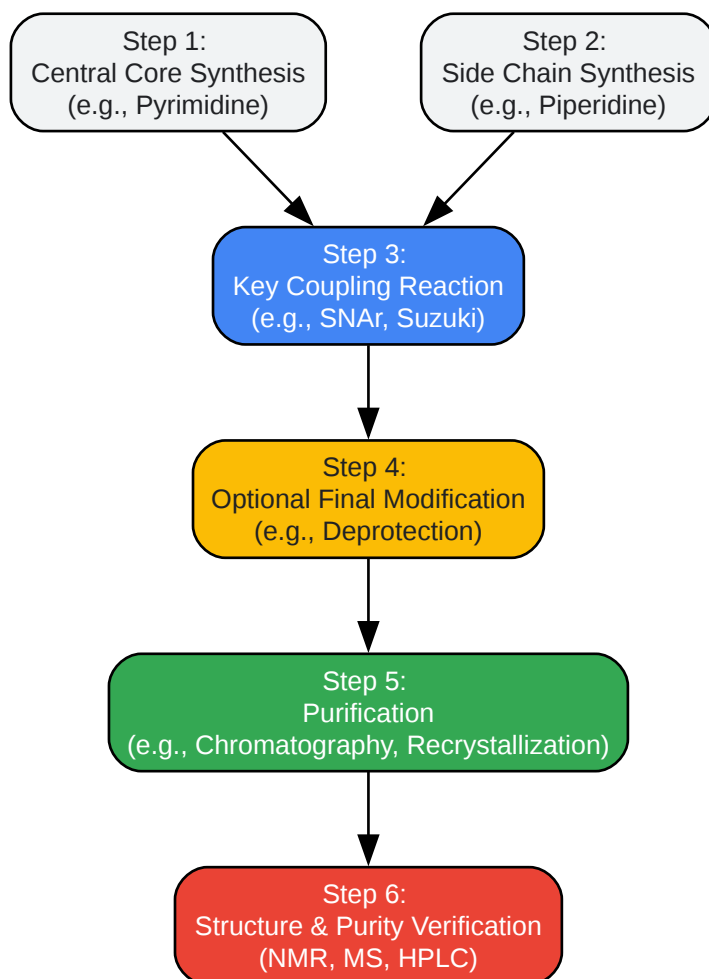 Step 1:
Central Core Synthesis
(e.g., Pyrimidine)
Step 2:
Side Chain Synthesis
(e.g., Piperidine)
Step 3:
Key Coupling Reaction
(e.g., SNAr, Suzuki)
Step 4:
Optional Final Modification
(e.g., Deprotection)
Step 5:
Purification
(e.g., Chromatography, Recrystallization)
Step 6:
Structure & Purity Verification
(NMR, MS, HPLC)